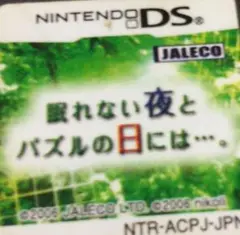 NINTENDO DS
JALECO
眠れない夜と
パズルの日には…。
©2006 JALECO LTD. ©2006 nikoli
NTR-ACPJ-JPN